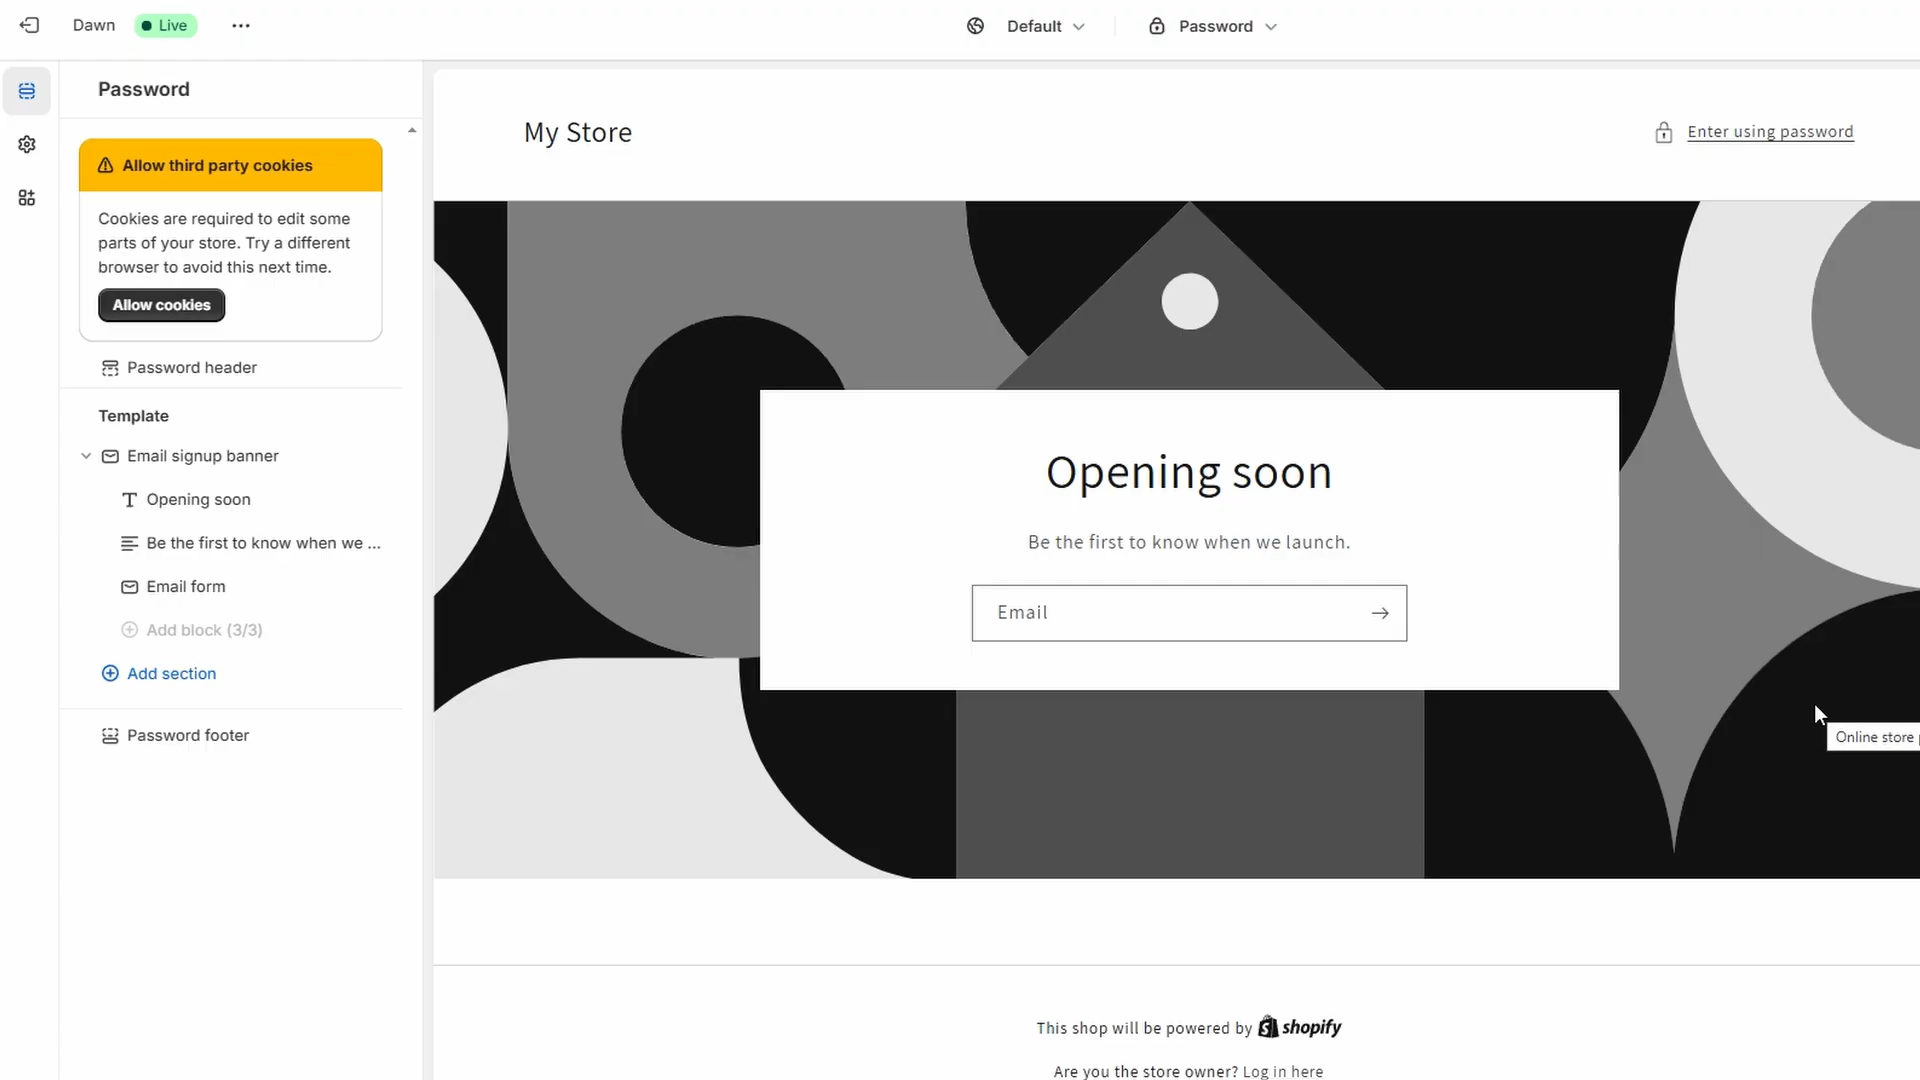 Dawn
Live
Default
Password
Password
Allow third party cookies
Cookies are required to edit some
parts of your store. Try a different
browser to avoid this next time.
Allow cookies
Password header
Template
Email signup banner
Opening soon
Be the first to know when we ...
Email form
Add block (3/3)
Add section
Password footer
My Store
Enter using password
Opening soon
Be the first to know when we launch.
Email
Online store
This shop will be powered by shopify
Are you the store owner? Log in here